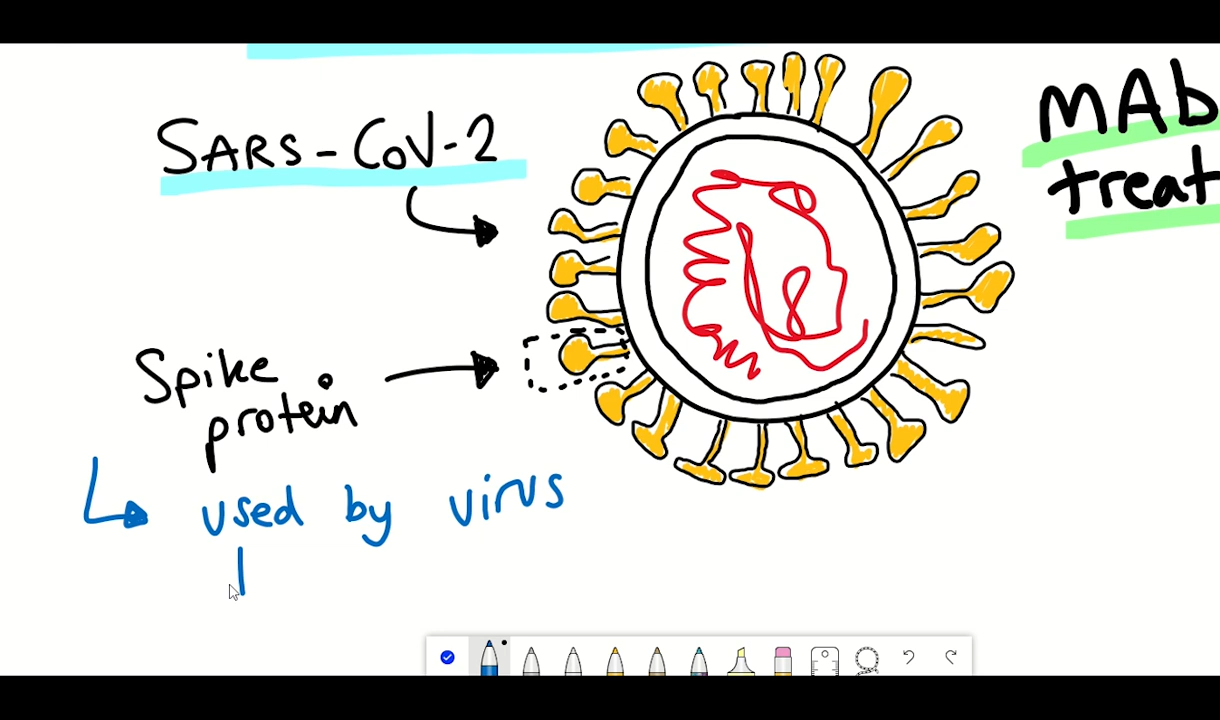 SARS-CoV-2
MAb
treat
Spike
protein
used by virus